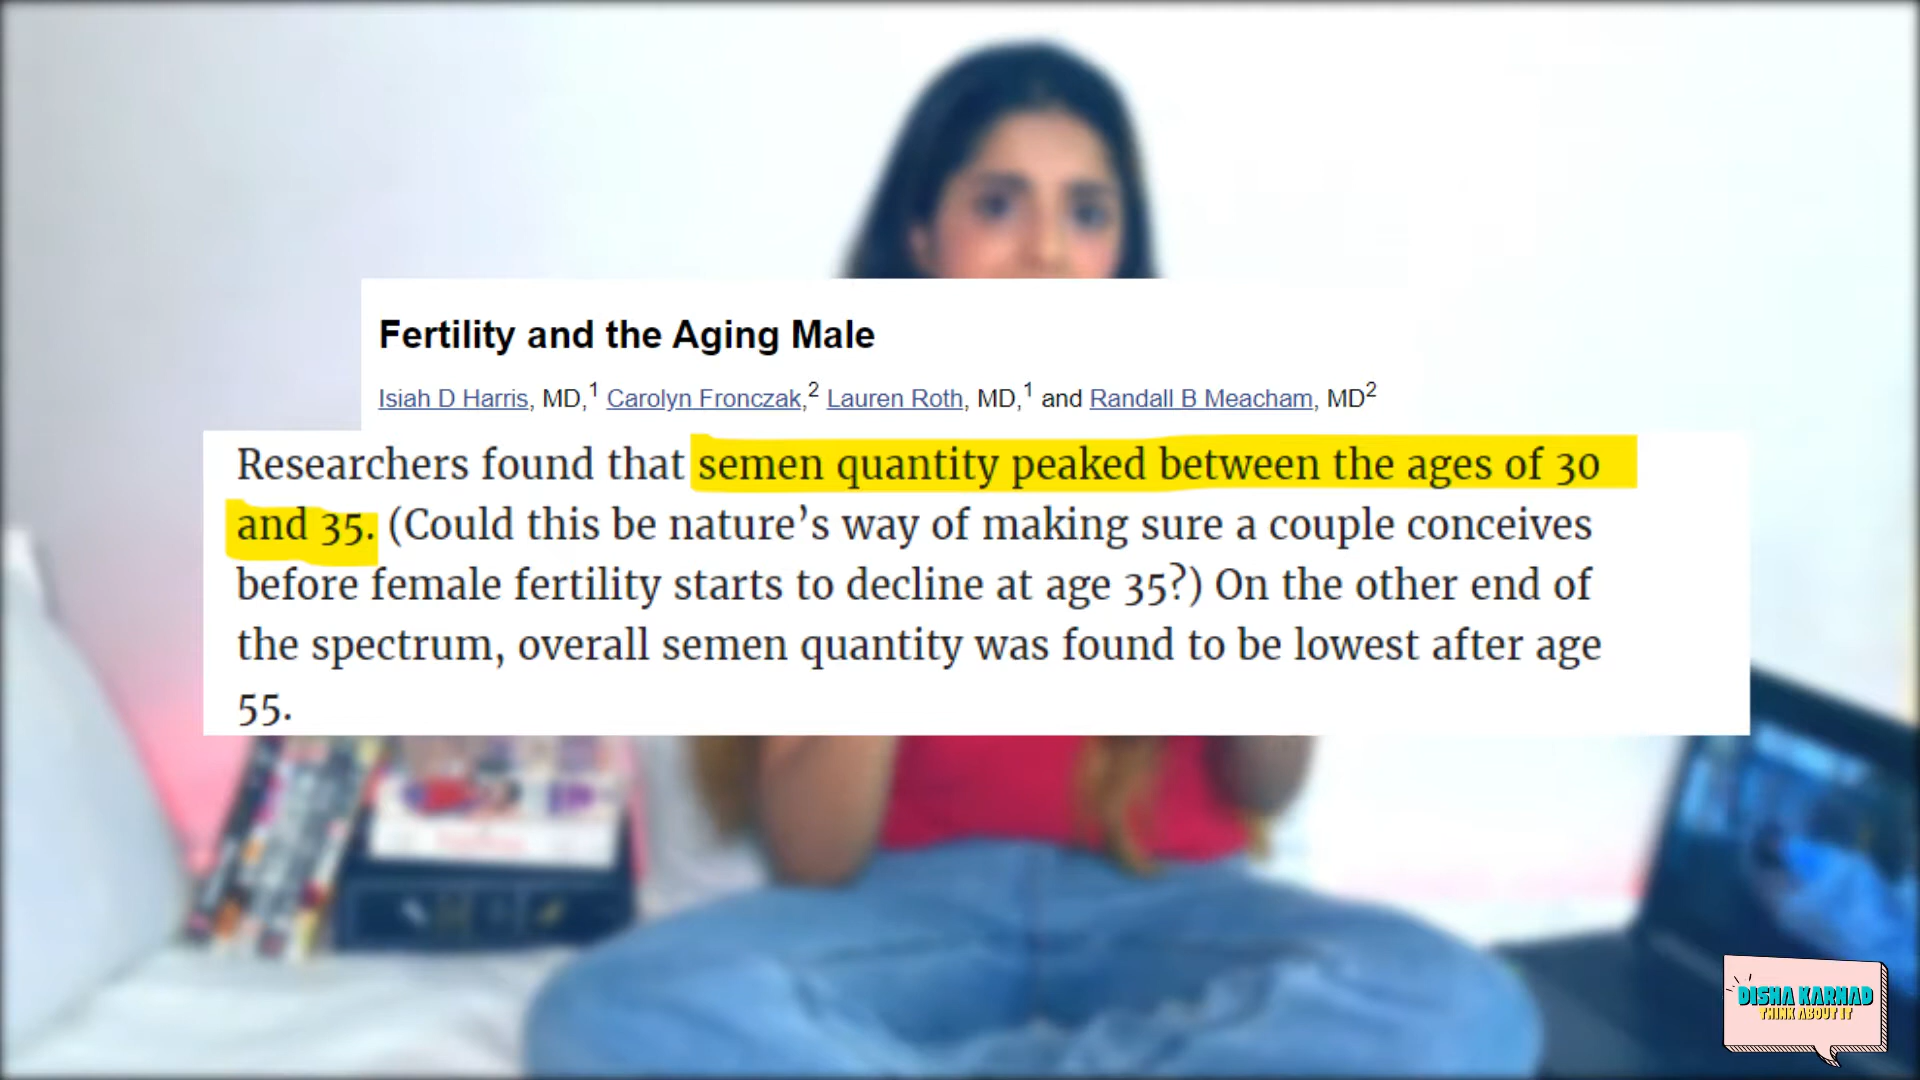 Fertility and the Aging Male
Isiah D Harris, MD,1 Carolyn Fronczak,2 Lauren Roth, MD,1 and Randall B Meacham, MD2
Researchers found that semen quantity peaked between the ages of 30
and 35. (Could this be nature’s way of making sure a couple conceives
before female fertility starts to decline at age 35?) On the other end of
the spectrum, overall semen quantity was found to be lowest after age
55.
DISHA KARNAD
THINK ABOUT IT